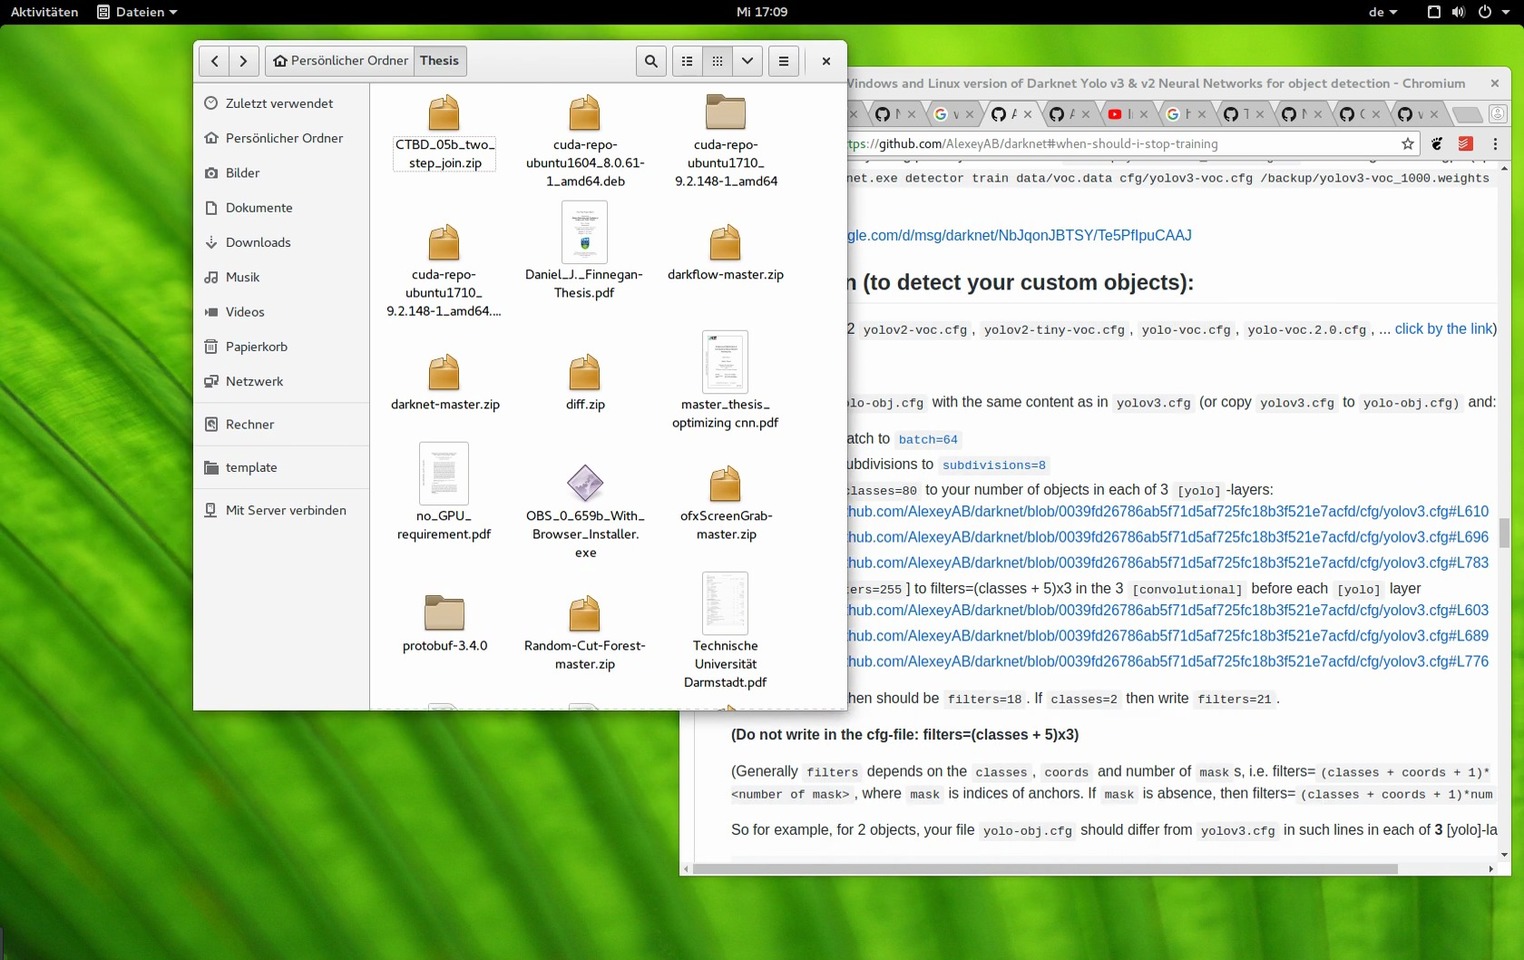 Aktivitäten
Dateien
Mi 17:09
de
Persönlicher Ordner
Thesis
Zuletzt verwendet
Persönlicher Ordner
Bilder
Dokumente
Downloads
Musik
Videos
Papierkorb
Netzwerk
Rechner
template
Mit Server verbinden
CTBD_05b_two_
step_join.zip
cuda-repo-
ubuntu1604_8.0.61-
1_amd64.deb
cuda-repo-
ubuntu1710_
9.2.148-1_amd64
cuda-repo-
ubuntu1710_
9.2.148-1_amd64....
Daniel_J._Finnegan-
Thesis.pdf
darkflow-master.zip
darknet-master.zip
diff.zip
master_thesis_
optimizing cnn.pdf
no_GPU_
requirement.pdf
OBS_0_659b_With_
Browser_Installer.
exe
ofxScreenGrab-
master.zip
protobuf-3.4.0
Random-Cut-Forest-
master.zip
Technische
Universität
Darmstadt.pdf
Windows and Linux version of Darknet Yolo v3 & v2 Neural Networks for object detection - Chromium
ttps://github.com/AlexeyAB/darknet#when-should-i-stop-training
net.exe detector train data/voc.data cfg/yolov3-voc.cfg /backup/yolov3-voc_1000.weights
gle.com/d/msg/darknet/NbJqonJBTSY/Te5PfIpuCAAJ
n (to detect your custom objects):
2 yolov2-voc.cfg, yolov2-tiny-voc.cfg, yolo-voc.cfg, yolo-voc.2.0.cfg, ... click by the link)
olo-obj.cfg with the same content as in yolov3.cfg (or copy yolov3.cfg to yolo-obj.cfg) and:
atch to batch=64
ubdivisions to subdivisions=8
classes=80 to your number of objects in each of 3 [yolo] -layers:
hub.com/AlexeyAB/darknet/blob/0039fd26786ab5f71d5af725fc18b3f521e7acfd/cfg/yolov3.cfg#L610
hub.com/AlexeyAB/darknet/blob/0039fd26786ab5f71d5af725fc18b3f521e7acfd/cfg/yolov3.cfg#L696
hub.com/AlexeyAB/darknet/blob/0039fd26786ab5f71d5af725fc18b3f521e7acfd/cfg/yolov3.cfg#L783
ters=255 ] to filters=(classes + 5)x3 in the 3 [convolutional] before each [yolo] layer
hub.com/AlexeyAB/darknet/blob/0039fd26786ab5f71d5af725fc18b3f521e7acfd/cfg/yolov3.cfg#L603
hub.com/AlexeyAB/darknet/blob/0039fd26786ab5f71d5af725fc18b3f521e7acfd/cfg/yolov3.cfg#L689
hub.com/AlexeyAB/darknet/blob/0039fd26786ab5f71d5af725fc18b3f521e7acfd/cfg/yolov3.cfg#L776
hen should be filters=18. If classes=2 then write filters=21.
(Do not write in the cfg-file: filters=(classes + 5)x3)
(Generally filters depends on the classes, coords and number of mask s, i.e. filters= (classes + coords + 1)*
<number of mask>, where mask is indices of anchors. If mask is absence, then filters= (classes + coords + 1)*num
So for example, for 2 objects, your file yolo-obj.cfg should differ from yolov3.cfg in such lines in each of 3 [yolo]-la